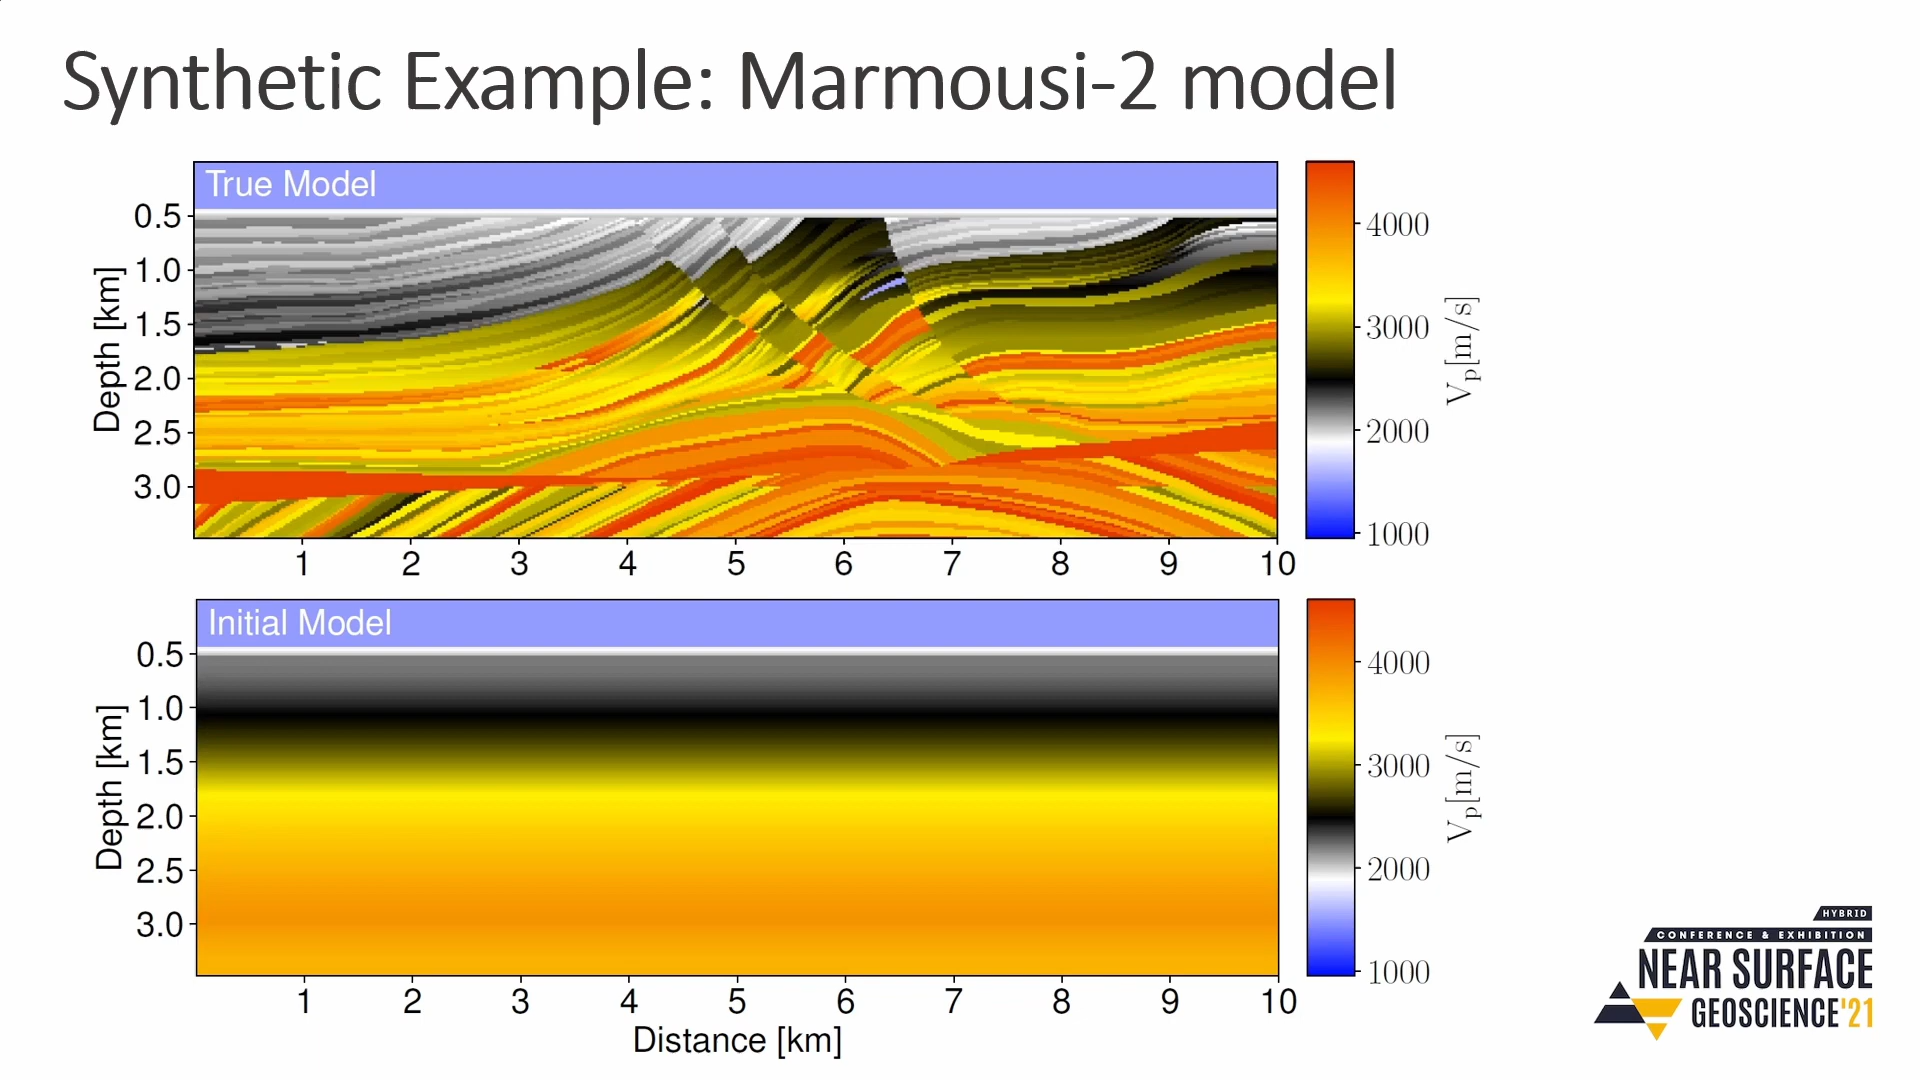 Synthetic Example: Marmousi-2 model
True Model
0.5
1.0
1.5
2.0
2.5
3.0
Depth [km]
1 2 3 4 5 6 7 8 9 10
4000
3000
2000
1000
Vp[m/s]
Initial Model
0.5
1.0
1.5
2.0
2.5
3.0
Depth [km]
1 2 3 4 5 6 7 8 9 10
Distance [km]
4000
3000
2000
1000
Vp[m/s]
HYBRID
CONFERENCE & EXHIBITION
NEAR SURFACE
GEOSCIENCE'21